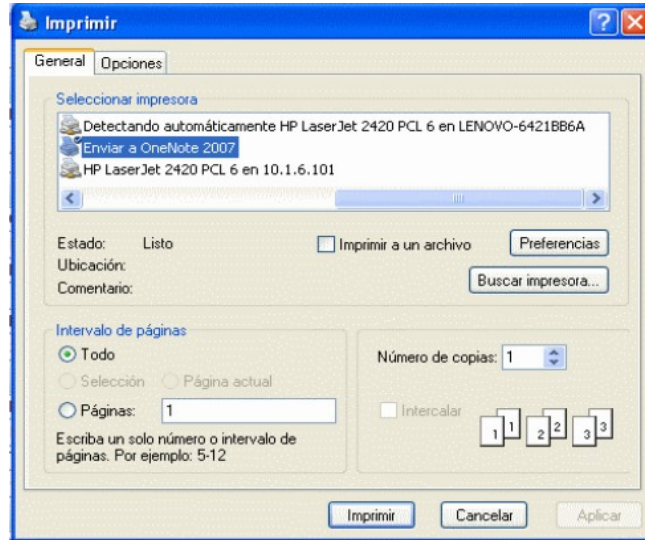 Imprimir
General Opciones
Seleccionar impresora
Detectando automáticamente HP LaserJet 2420 PCL 6 en LENOVO-6421BB6A
Enviar a OneNote 2007
HP LaserJet 2420 PCL 6 en 10.1.6.101
Estado: Listo
Imprimir a un archivo
Preferencias
Ubicación:
Comentario:
Buscar impresora...
Intervalo de páginas
Todo
Selección Página actual
Páginas: 1
Escriba un solo número o intervalo de
páginas. Por ejemplo: 5-12
Número de copias: 1
Intercalar
1 1 2 2 3 3
Imprimir Cancelar Aplicar